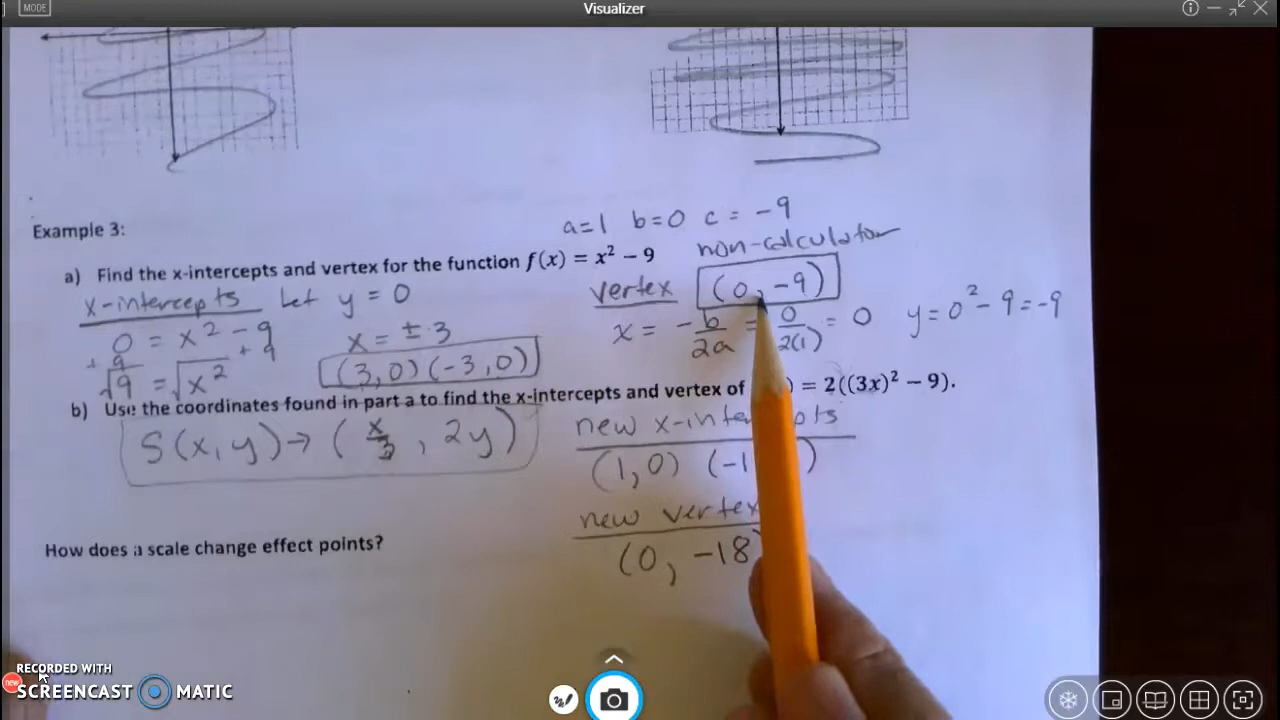 MODE
Visualizer
Example 3:
a=1 b=0 c = -9
non-calculator
a) Find the x-intercepts and vertex for the function f(x) = x² − 9
x-intercepts Let y = 0
0 = x² - 9
+9 +9
√9 = √x²
x = ± 3
(3,0) (-3,0)
vertex (0, -9)
x = -b/2a = 0/2(1) = 0 y = 0² - 9 = -9
b) Use the coordinates found in part a to find the x-intercepts and vertex of ) = 2((3x)² − 9).
S(x,y) → (x/3, 2y)
new x-intercepts
(1,0) (-1 )
new vertex
(0, -18)
How does a scale change effect points?
RECORDED WITH
new
SCREENCAST MATIC